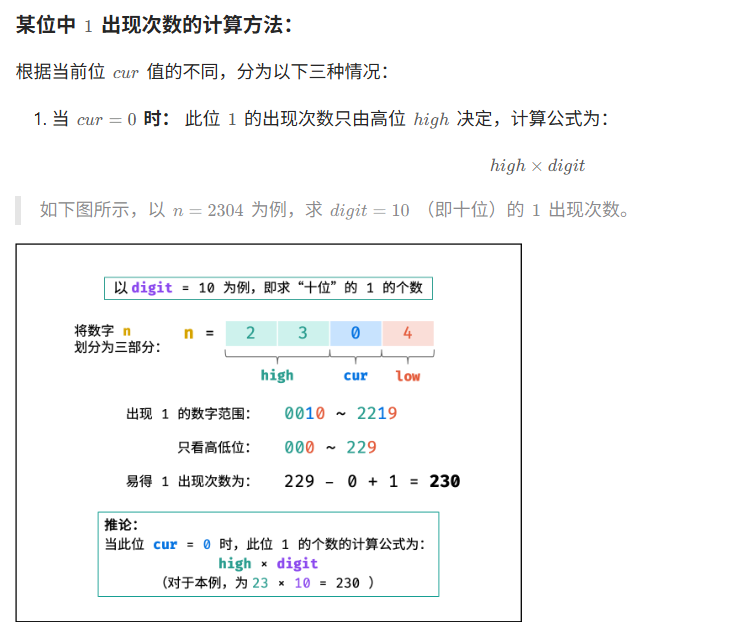 某位中 1 出现次数的计算方法：
根据当前位 cur 值的不同，分为以下三种情况：
1. 当 cur = 0 时： 此位 1 的出现次数只由高位 high 决定，计算公式为：
high × digit
如下图所示，以 n = 2304 为例，求 digit = 10 （即十位）的 1 出现次数。
以 digit = 10 为例，即求“十位”的 1 的个数
将数字 n
划分为三部分：
n = 2 3 0 4
high cur low
出现 1 的数字范围： 0010 ~ 2219
只看高低位： 000 ~ 229
易得 1 出现次数为： 229 - 0 + 1 = 230
推论：
当此位 cur = 0 时，此位 1 的个数的计算公式为：
high × digit
（对于本例，为 23 × 10 = 230 ）